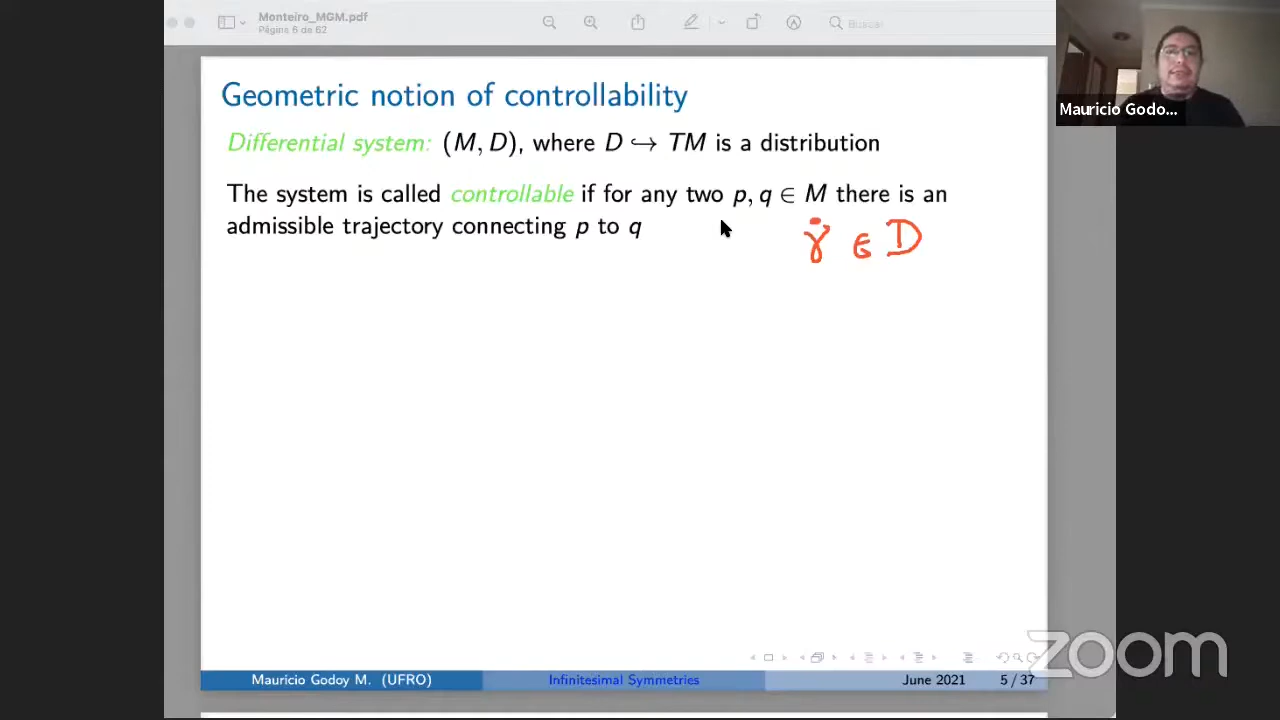 Monteiro_MGM.pdf
Página 6 de 62
Buscar
Mauricio Godo...
Geometric notion of controllability
Differential system: (M, D), where D ↪ TM is a distribution
The system is called controllable if for any two p, q ∈ M there is an
admissible trajectory connecting p to q
γ̇ ∈ D
zoom
Mauricio Godoy M. (UFRO) Infinitesimal Symmetries June 2021 5 / 37